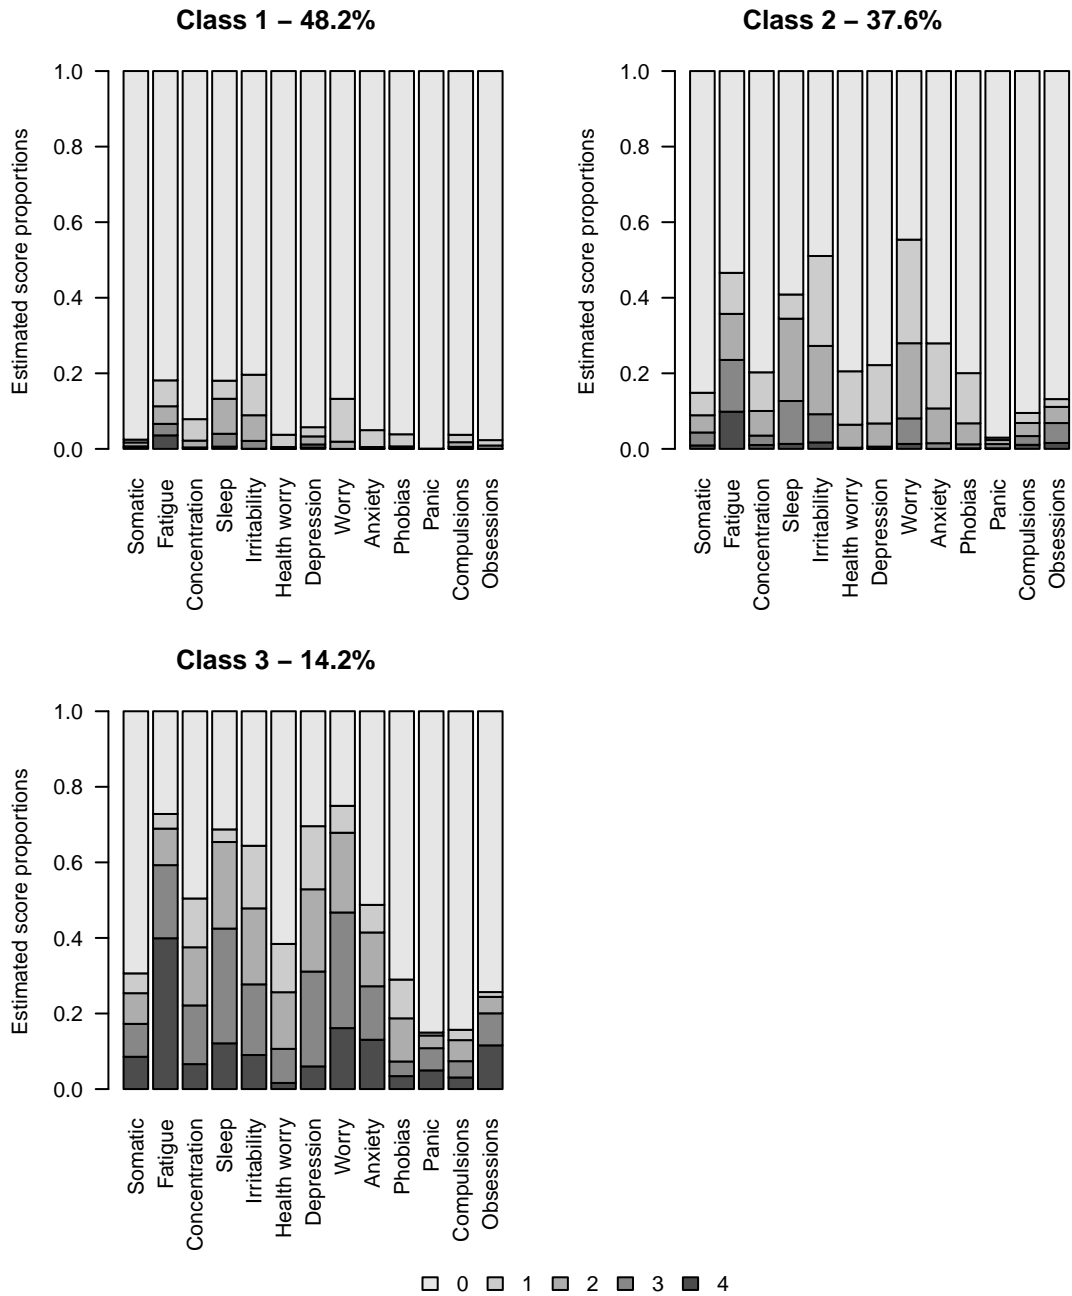 Class 1 – 48.2%
Estimated score proportions
1.0
0.8
0.6
0.4
0.2
0.0
Somatic
Fatigue
Concentration
Sleep
Irritability
Health worry
Depression
Worry
Anxiety
Phobias
Panic
Compulsions
Obsessions
Class 2 – 37.6%
Estimated score proportions
1.0
0.8
0.6
0.4
0.2
0.0
Somatic
Fatigue
Concentration
Sleep
Irritability
Health worry
Depression
Worry
Anxiety
Phobias
Panic
Compulsions
Obsessions
Class 3 – 14.2%
Estimated score proportions
1.0
0.8
0.6
0.4
0.2
0.0
Somatic
Fatigue
Concentration
Sleep
Irritability
Health worry
Depression
Worry
Anxiety
Phobias
Panic
Compulsions
Obsessions
0 1 2 3 4